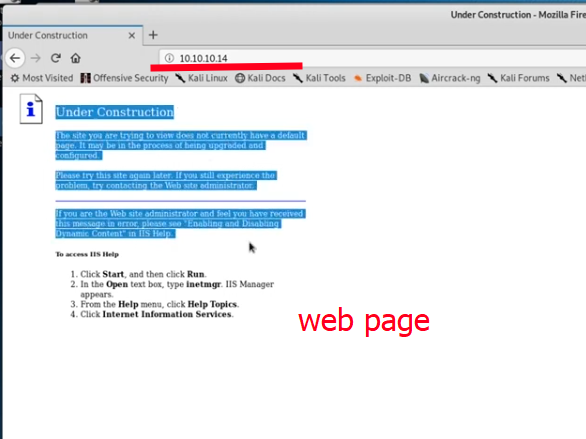 Under Construction - Mozilla Fire
Under Construction
10.10.10.14
Most Visited Offensive Security Kali Linux Kali Docs Kali Tools Exploit-DB Aircrack-ng Kali Forums
Under Construction
The site you are trying to view does not currently have a default
page. It may be in the process of being upgraded and
configured.
Please try this site again later. If you still experience the
problem, try contacting the Web site administrator.
If you are the Web site administrator and feel you have received
this message in error, please see "Enabling and Disabling
Dynamic Content" in IIS Help.
To access IIS Help
1. Click Start, and then click Run.
2. In the Open text box, type inetmgr. IIS Manager
appears.
3. From the Help menu, click Help Topics.
4. Click Internet Information Services.
web page